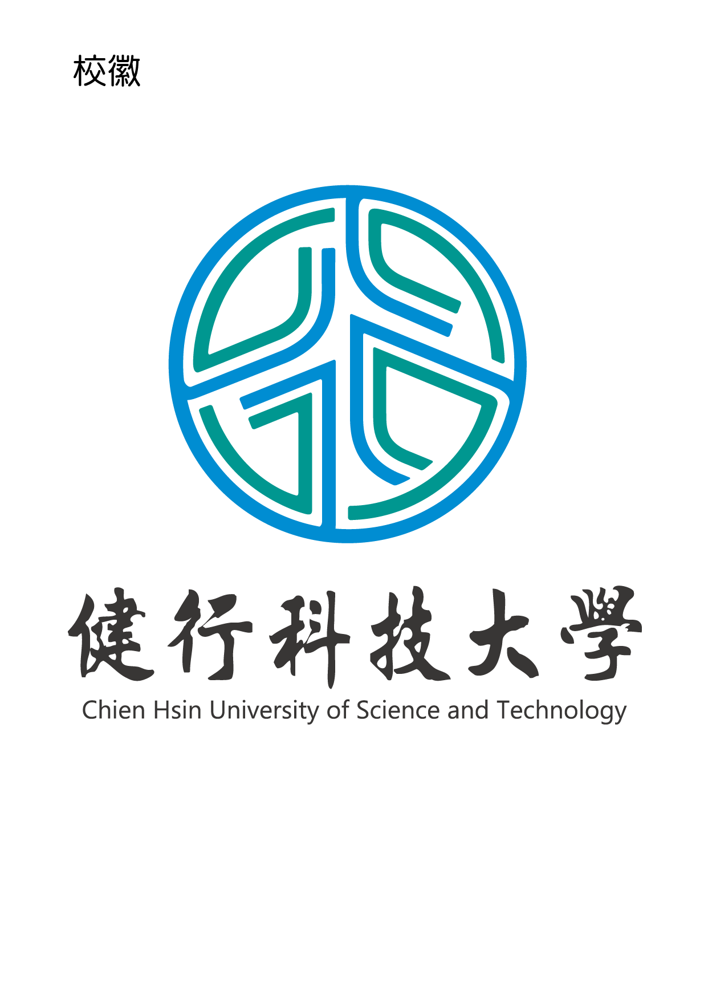 校徽
健行科技大學
Chien Hsin University of Science and Technology